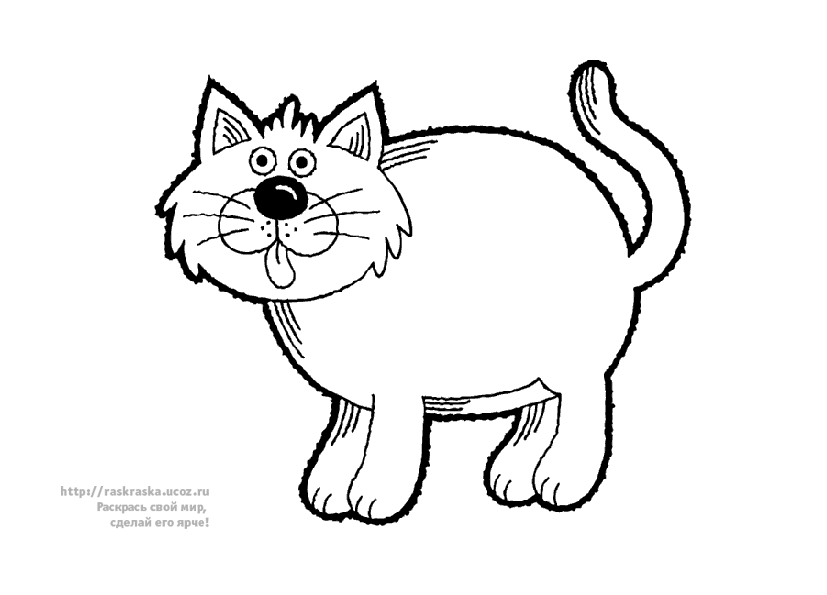 http://raskraska.ucoz.ru
Раскрась свой мир,
сделай его ярче!